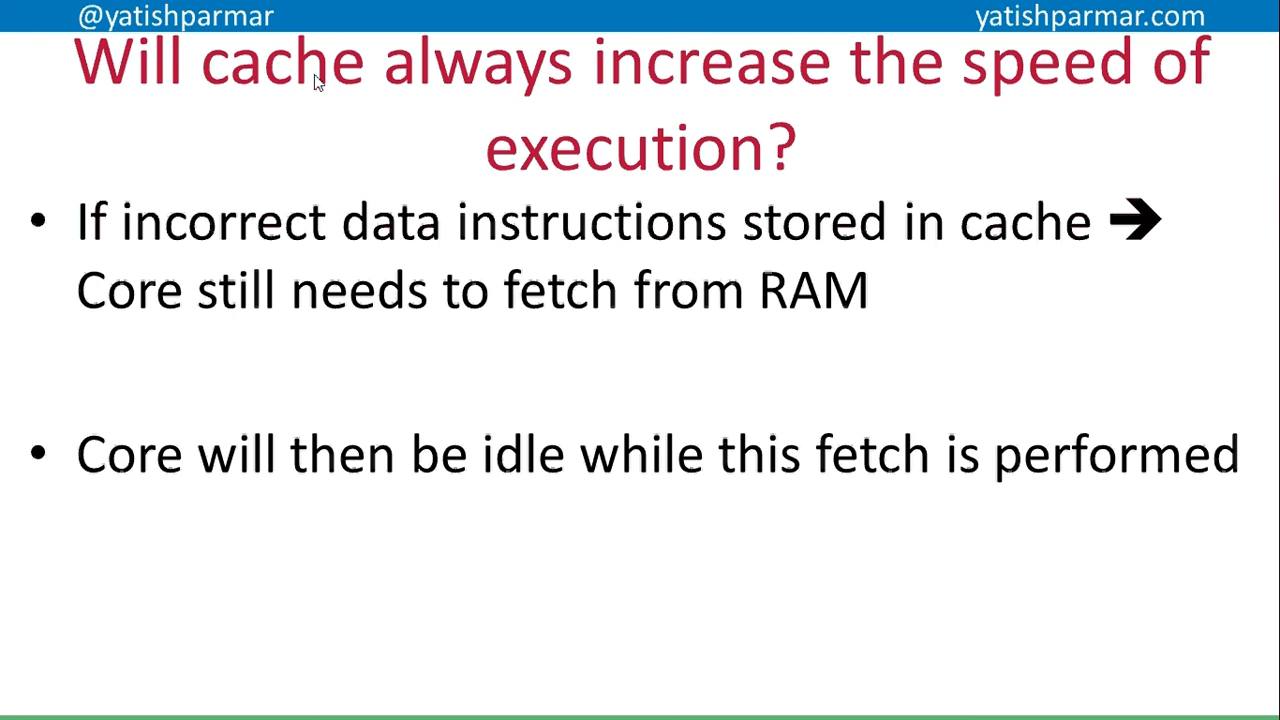 @yatishparmar
yatishparmar.com
Will cache always increase the speed of
execution?
• If incorrect data instructions stored in cache ➔
Core still needs to fetch from RAM
• Core will then be idle while this fetch is performed